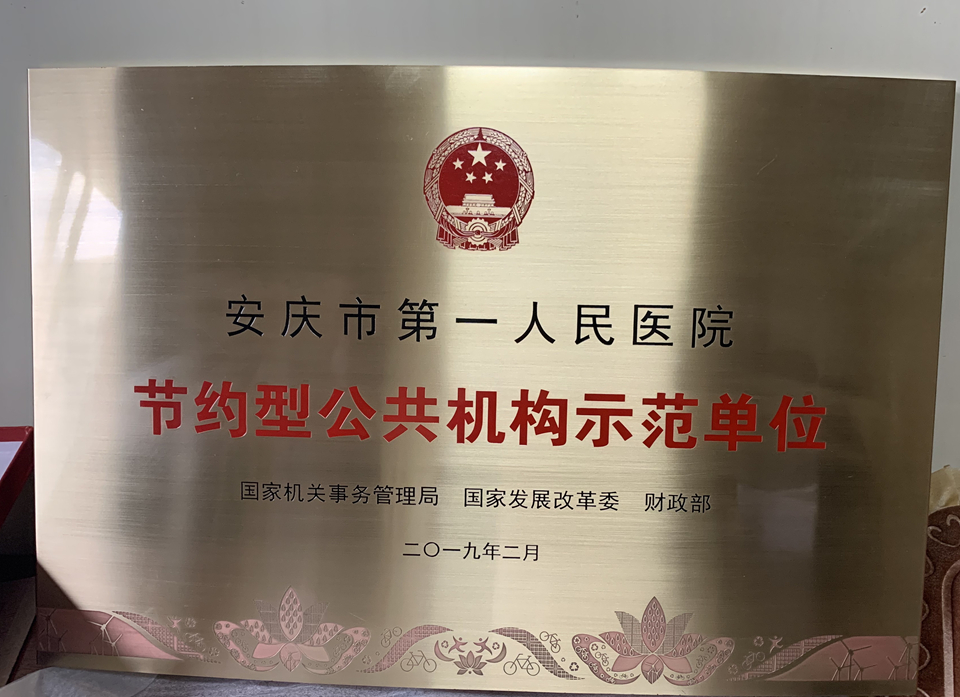 安庆市第一人民医院
节约型公共机构示范单位
国家机关事务管理局 国家发展改革委 财政部
二〇一九年二月